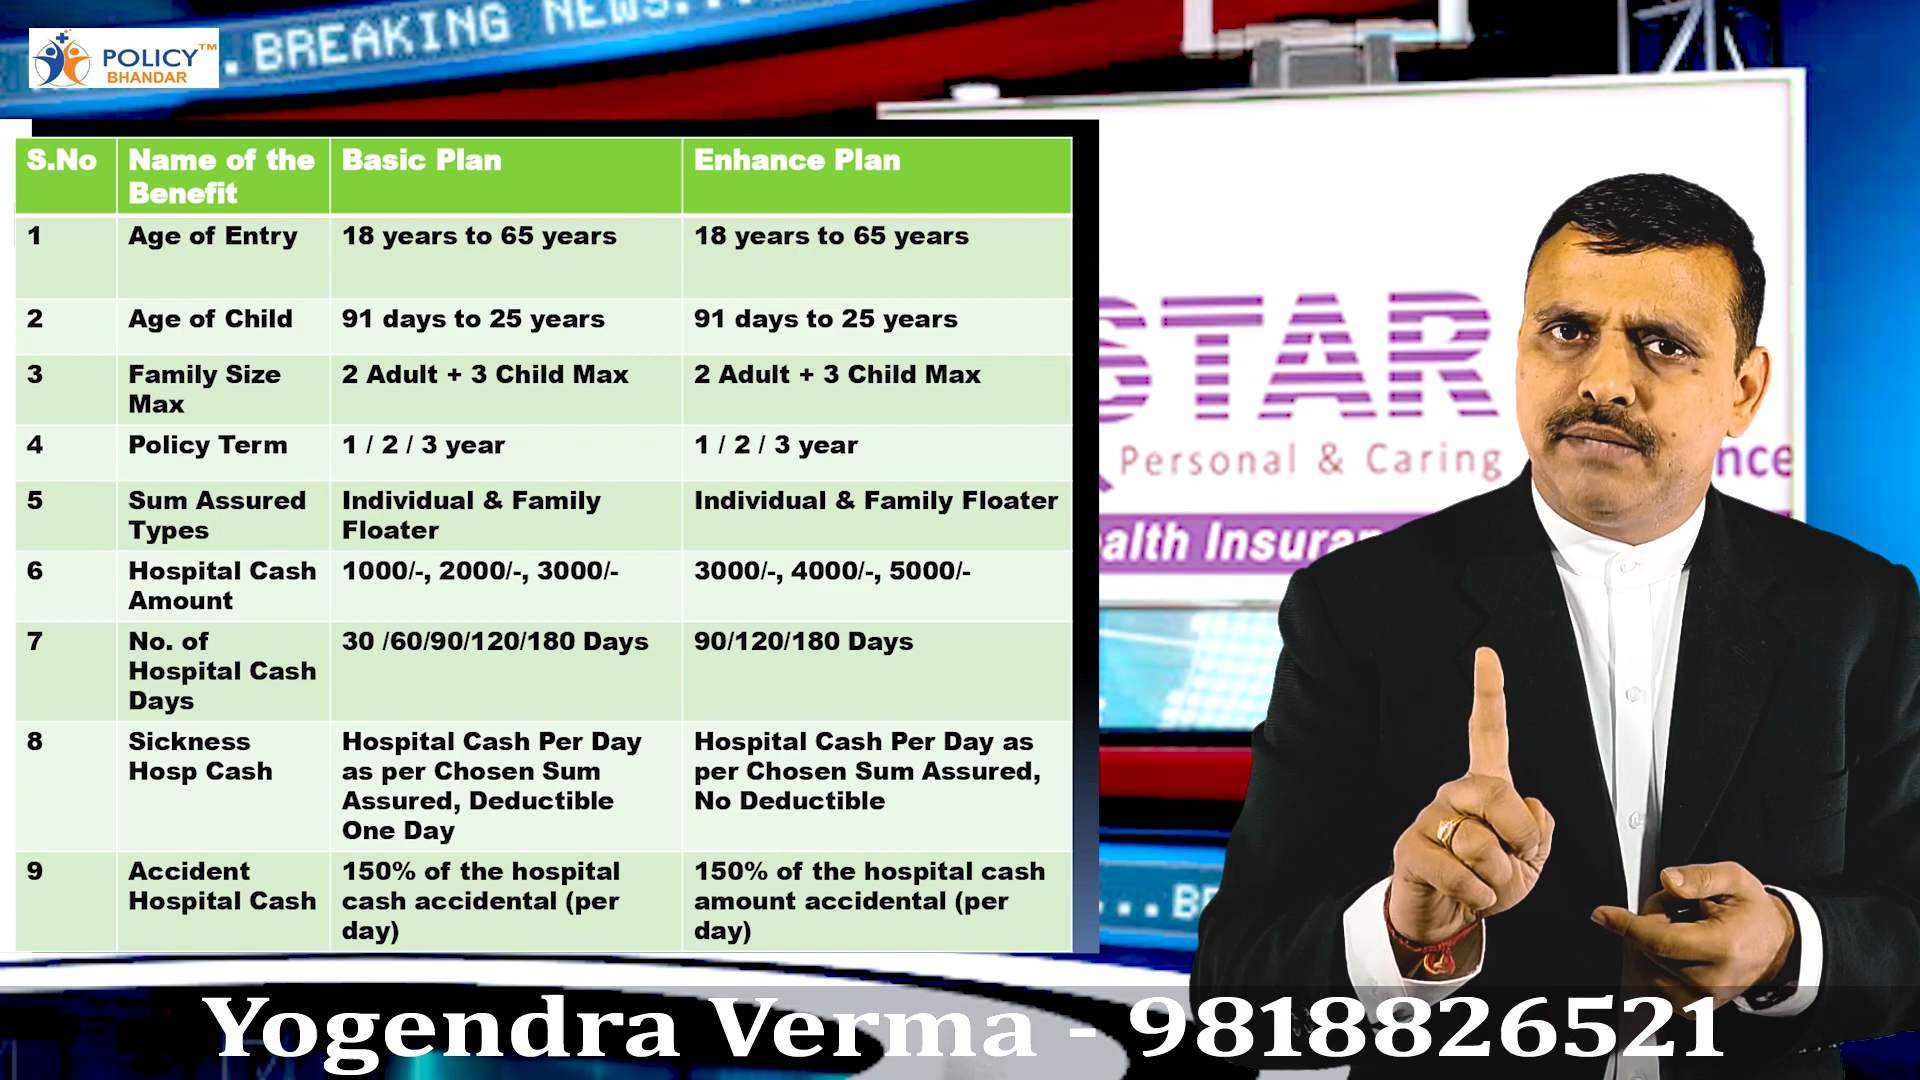 POLICY™
BHANDAR
...BREAKING NEWS...
S.No
Name of the
Benefit
Basic Plan
Enhance Plan
1
Age of Entry
18 years to 65 years
18 years to 65 years
2
Age of Child
91 days to 25 years
91 days to 25 years
3
Family Size
Max
2 Adult + 3 Child Max
2 Adult + 3 Child Max
4
Policy Term
1 / 2 / 3 year
1 / 2 / 3 year
5
Sum Assured
Types
Individual & Family
Floater
Individual & Family Floater
6
Hospital Cash
Amount
1000/-, 2000/-, 3000/-
3000/-, 4000/-, 5000/-
7
No. of
Hospital Cash
Days
30 /60/90/120/180 Days
90/120/180 Days
8
Sickness
Hosp Cash
Hospital Cash Per Day
as per Chosen Sum
Assured, Deductible
One Day
Hospital Cash Per Day as
per Chosen Sum Assured,
No Deductible
9
Accident
Hospital Cash
150% of the hospital
cash accidental (per
day)
150% of the hospital cash
amount accidental (per
day)
STAR
Personal & Caring
nce
alth Insuran
...B
Yogendra Verma - 9818826521